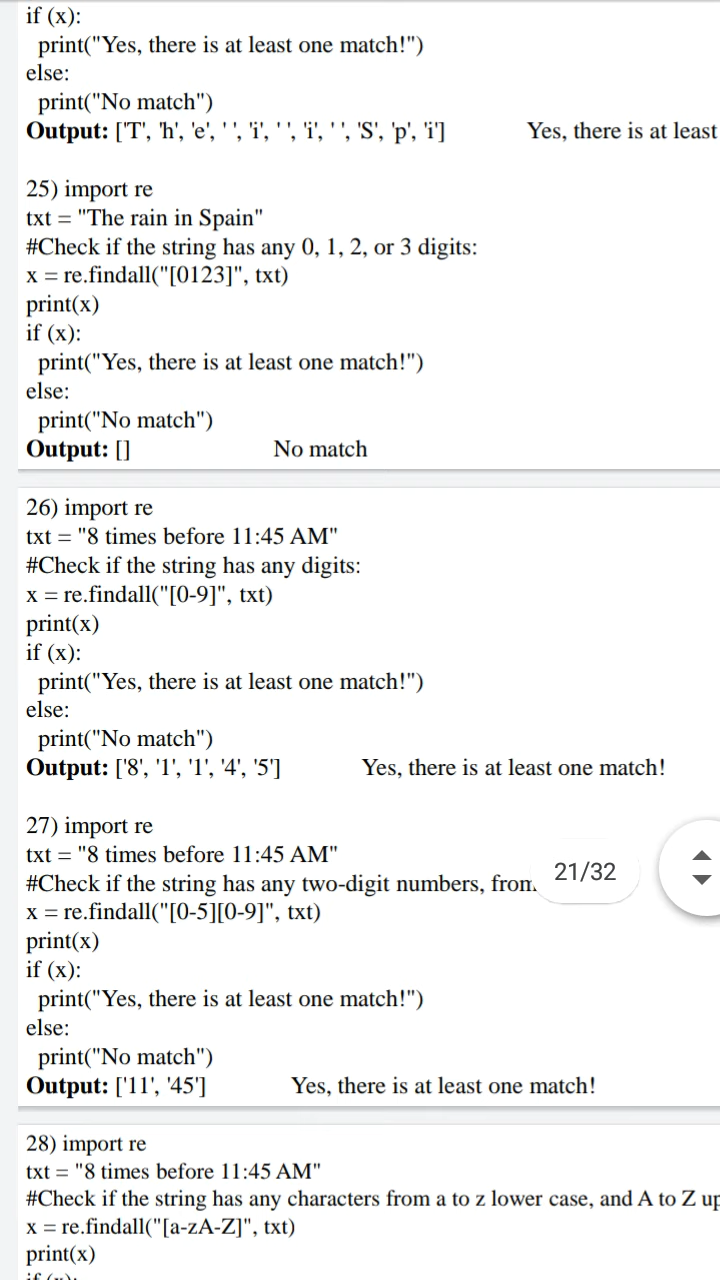 if (x):
print("Yes, there is at least one match!")
else:
print("No match")
Output: ['T', 'h', 'e', ' ', 'i', ' ', 'i', ' ', 'S', 'p', 'i'] Yes, there is at least
25) import re
txt = "The rain in Spain"
#Check if the string has any 0, 1, 2, or 3 digits:
x = re.findall("[0123]", txt)
print(x)
if (x):
print("Yes, there is at least one match!")
else:
print("No match")
Output: [] No match
26) import re
txt = "8 times before 11:45 AM"
#Check if the string has any digits:
x = re.findall("[0-9]", txt)
print(x)
if (x):
print("Yes, there is at least one match!")
else:
print("No match")
Output: ['8', '1', '1', '4', '5'] Yes, there is at least one match!
27) import re
txt = "8 times before 11:45 AM"
#Check if the string has any two-digit numbers, from
21/32
x = re.findall("[0-5][0-9]", txt)
print(x)
if (x):
print("Yes, there is at least one match!")
else:
print("No match")
Output: ['11', '45'] Yes, there is at least one match!
28) import re
txt = "8 times before 11:45 AM"
#Check if the string has any characters from a to z lower case, and A to Z up
x = re.findall("[a-zA-Z]", txt)
print(x)
if (x):